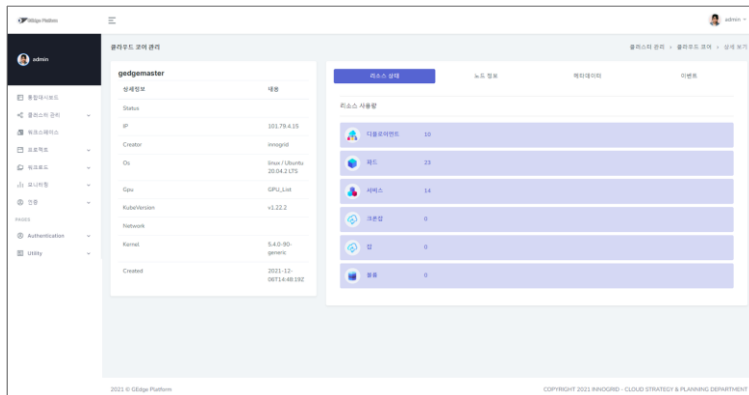 GEdge Platform
admin
admin
통합대시보드
클러스터 관리
워크스페이스
프로젝트
워크로드
모니터링
인증
PAGES
Authentication
Utility
클라우드 코어 관리
클러스터 관리 > 클라우드 코어 > 상세 보기
gedgemaster
상세정보 내용
Status
IP 101.79.4.15
Creator innogrid
Os linux / Ubuntu
20.04.2 LTS
Gpu GPU_List
KubeVersion v1.22.2
Network
Kernel 5.4.0-90-
generic
Created 2021-12-
06T14:48:19Z
리소스 상태 노드 정보 메타데이터 이벤트
리소스 사용량
디플로이먼트 10
파드 23
서비스 14
크론잡 0
잡 0
볼륨 0
2021 © GEdge Platform
COPYRIGHT 2021 INNOGRID - CLOUD STRATEGY & PLANNING DEPARTMENT